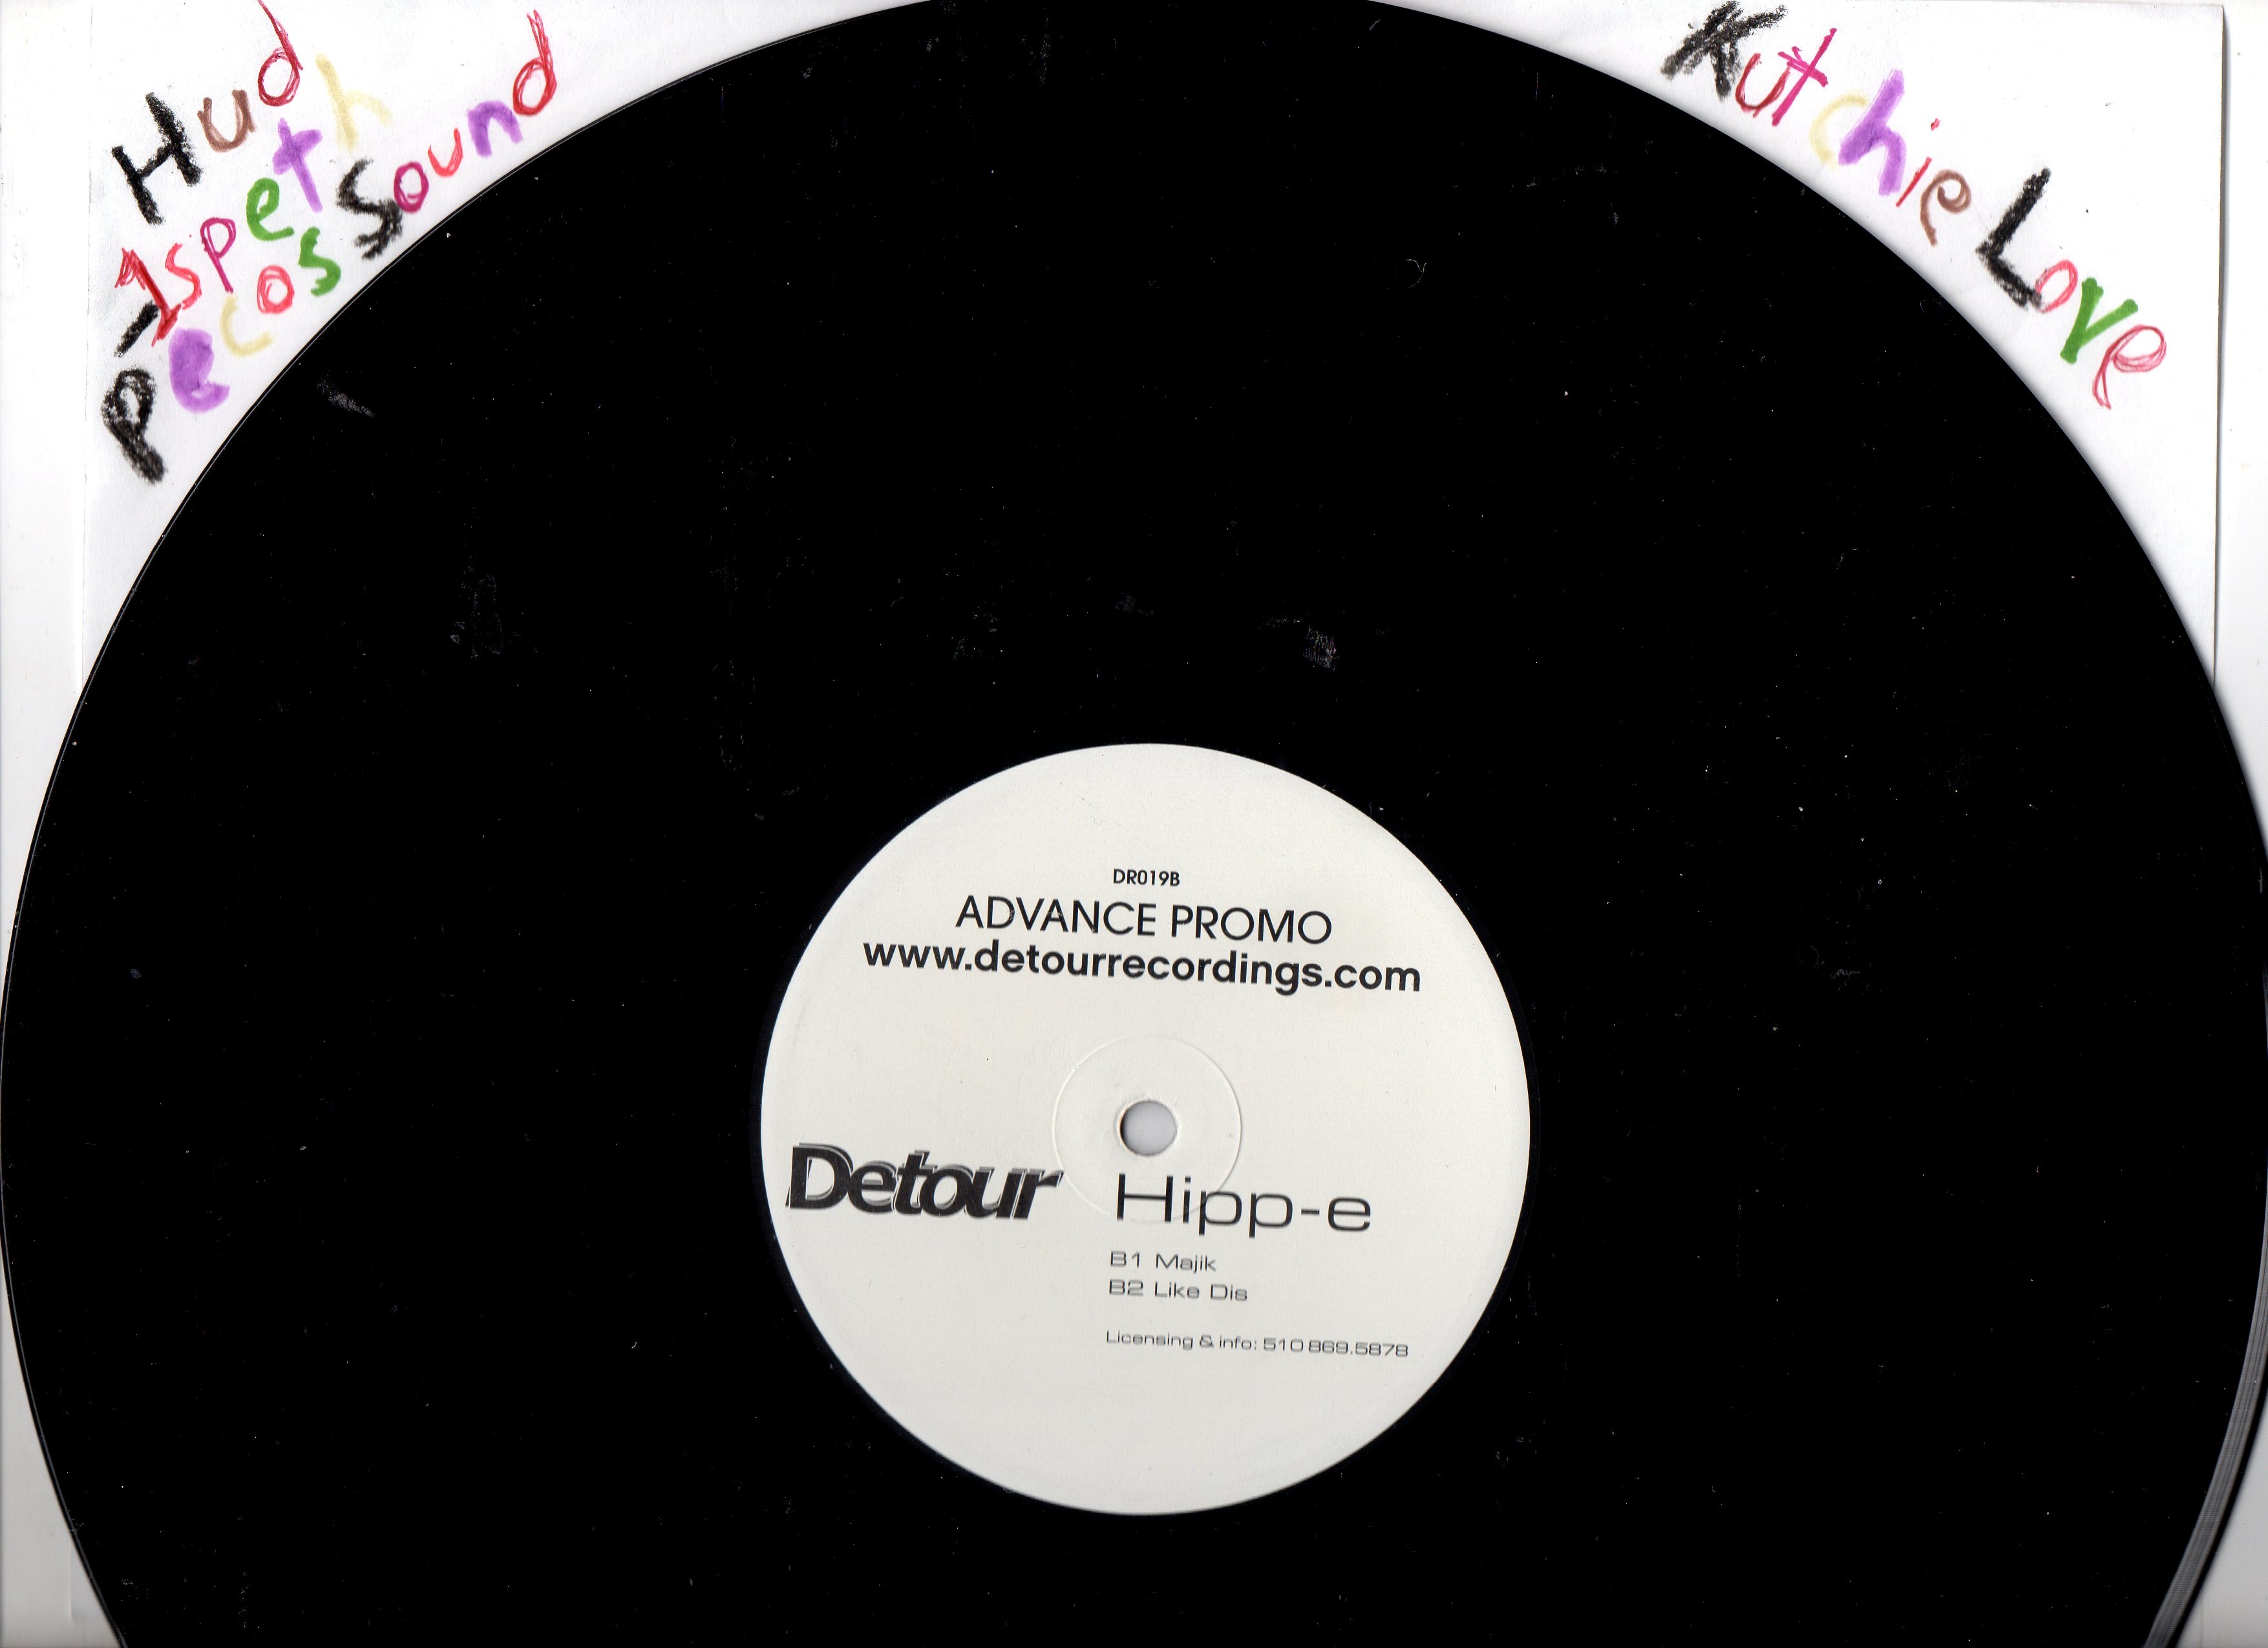 Hud
-1speth
Pecos Sound
Kutchie Love
DR019B
ADVANCE PROMO
www.detourrecordings.com
Detour
Hipp-e
B1 Majik
B2 Like Dis
Licensing & info: 510 869.5878